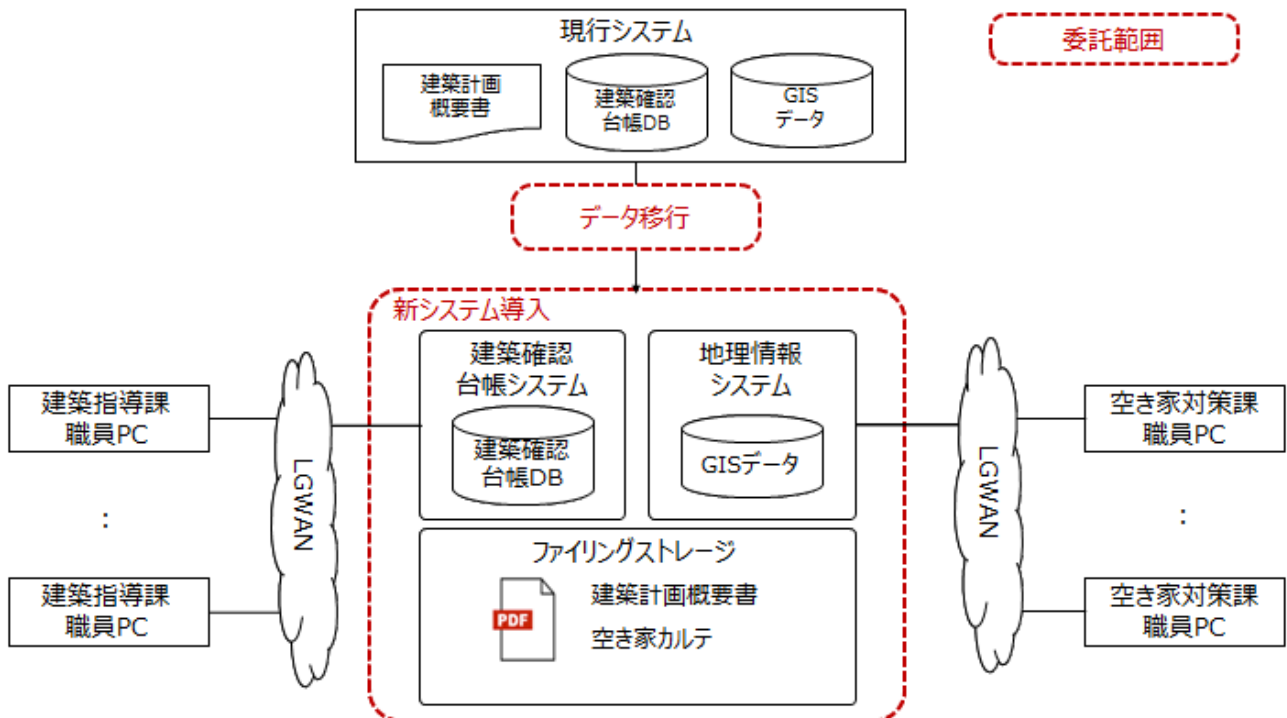 現行システム
委託範囲
建築計画
概要書
建築確認
台帳DB
GIS
データ
データ移行
新システム導入
建築確認
台帳システム
建築確認
台帳DB
地理情報
システム
GISデータ
建築指導課
職員PC
:
建築指導課
職員PC
LGWAN
LGWAN
空き家対策課
職員PC
:
空き家対策課
職員PC
ファイリングストレージ
PDF
建築計画概要書
空き家カルテ